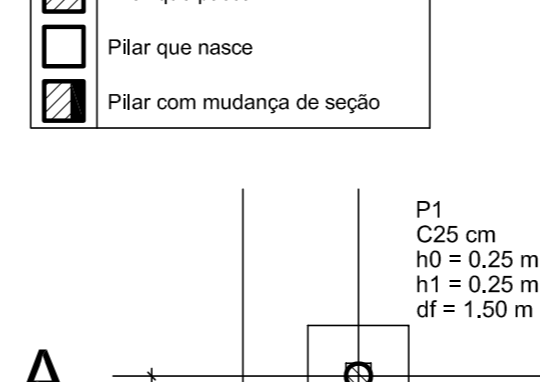 Pilar que nasce
Pilar com mudança de seção
P1
C25 cm
h0 = 0.25 m
h1 = 0.25 m
df = 1.50 m
A